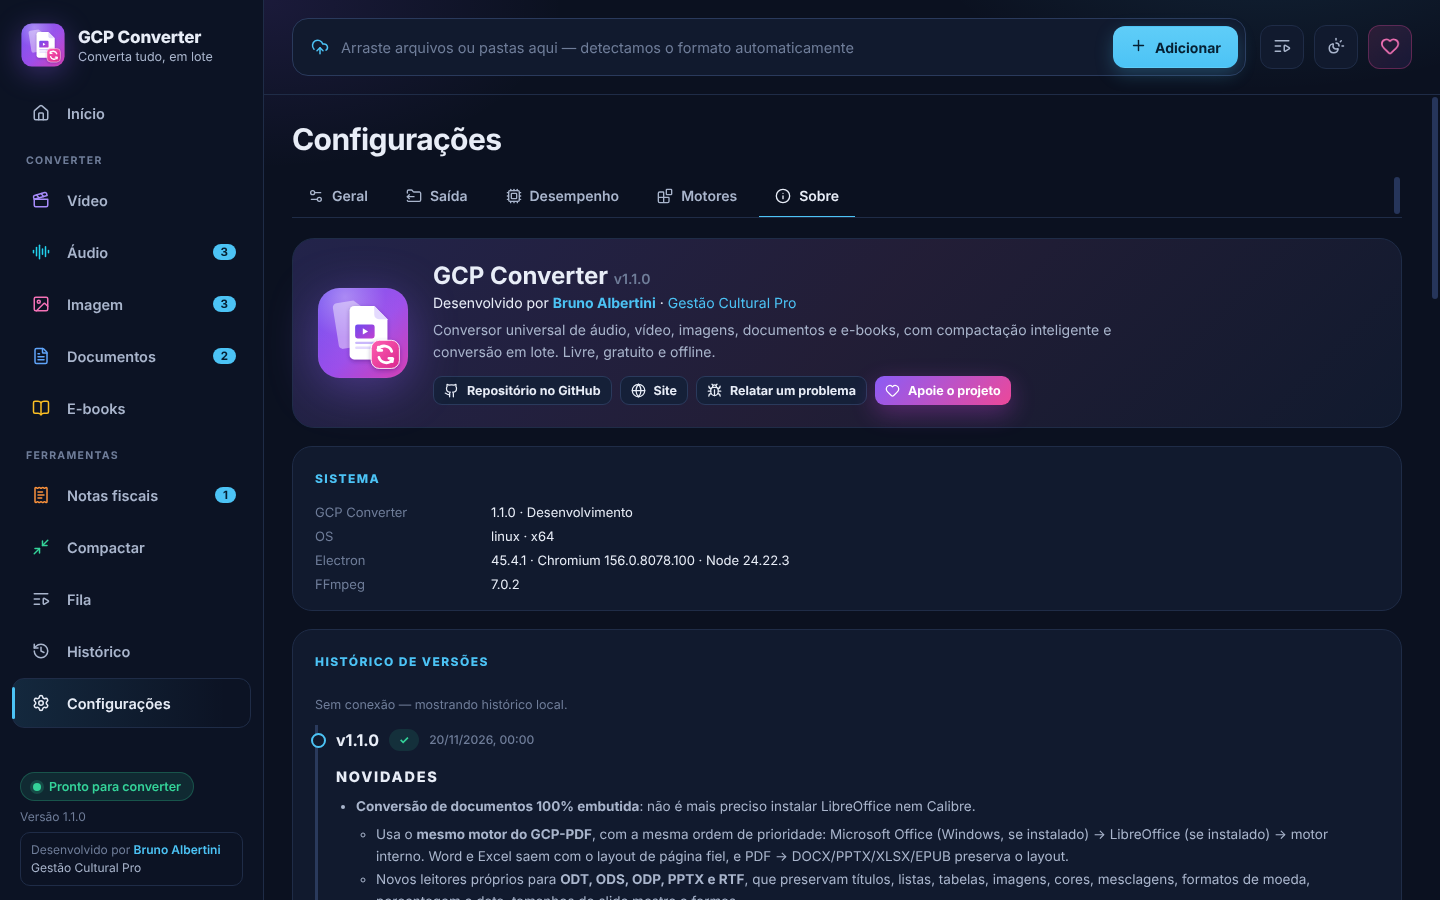 GCP Converter
Converta tudo, em lote
Arraste arquivos ou pastas aqui — detectamos o formato automaticamente
Adicionar
Início
CONVERTER
Vídeo
Áudio 3
Imagem 3
Documentos 2
E-books
FERRAMENTAS
Notas fiscais 1
Compactar
Fila
Histórico
Configurações
Pronto para converter
Versão 1.1.0
Desenvolvido por Bruno Albertini
Gestão Cultural Pro
Configurações
Geral Saída Desempenho Motores Sobre
GCP Converter v1.1.0
Desenvolvido por Bruno Albertini · Gestão Cultural Pro
Conversor universal de áudio, vídeo, imagens, documentos e e-books, com compactação inteligente e
conversão em lote. Livre, gratuito e offline.
Repositório no GitHub Site Relatar um problema Apoie o projeto
SISTEMA
GCP Converter 1.1.0 · Desenvolvimento
OS linux · x64
Electron 45.4.1 · Chromium 156.0.8078.100 · Node 24.22.3
FFmpeg 7.0.2
HISTÓRICO DE VERSÕES
Sem conexão — mostrando histórico local.
v1.1.0 20/11/2026, 00:00
NOVIDADES
• Conversão de documentos 100% embutida: não é mais preciso instalar LibreOffice nem Calibre.
◦ Usa o mesmo motor do GCP-PDF, com a mesma ordem de prioridade: Microsoft Office (Windows, se instalado) → LibreOffice (se instalado) → motor
interno. Word e Excel saem com o layout de página fiel, e PDF → DOCX/PPTX/XLSX/EPUB preserva o layout.
◦ Novos leitores próprios para ODT, ODS, ODP, PPTX e RTF, que preservam títulos, listas, tabelas, imagens, cores, mesclagens, formatos de moeda,